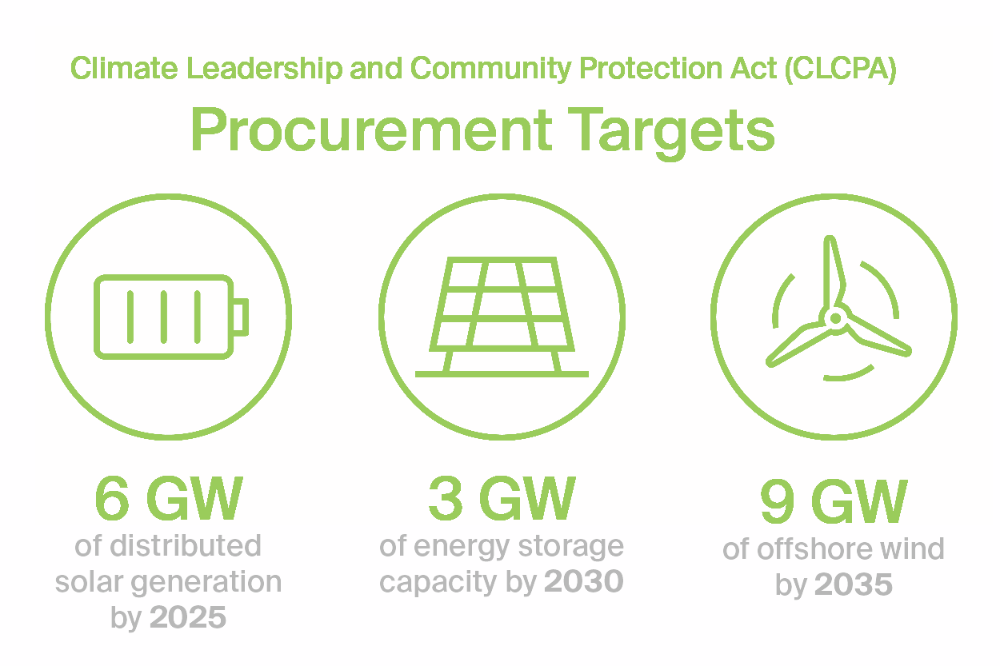 Climate Leadership and Community Protection Act (CLCPA)
Procurement Targets
6 GW
of distributed
solar generation
by 2025
3 GW
of energy storage
capacity by 2030
9 GW
of offshore wind
by 2035